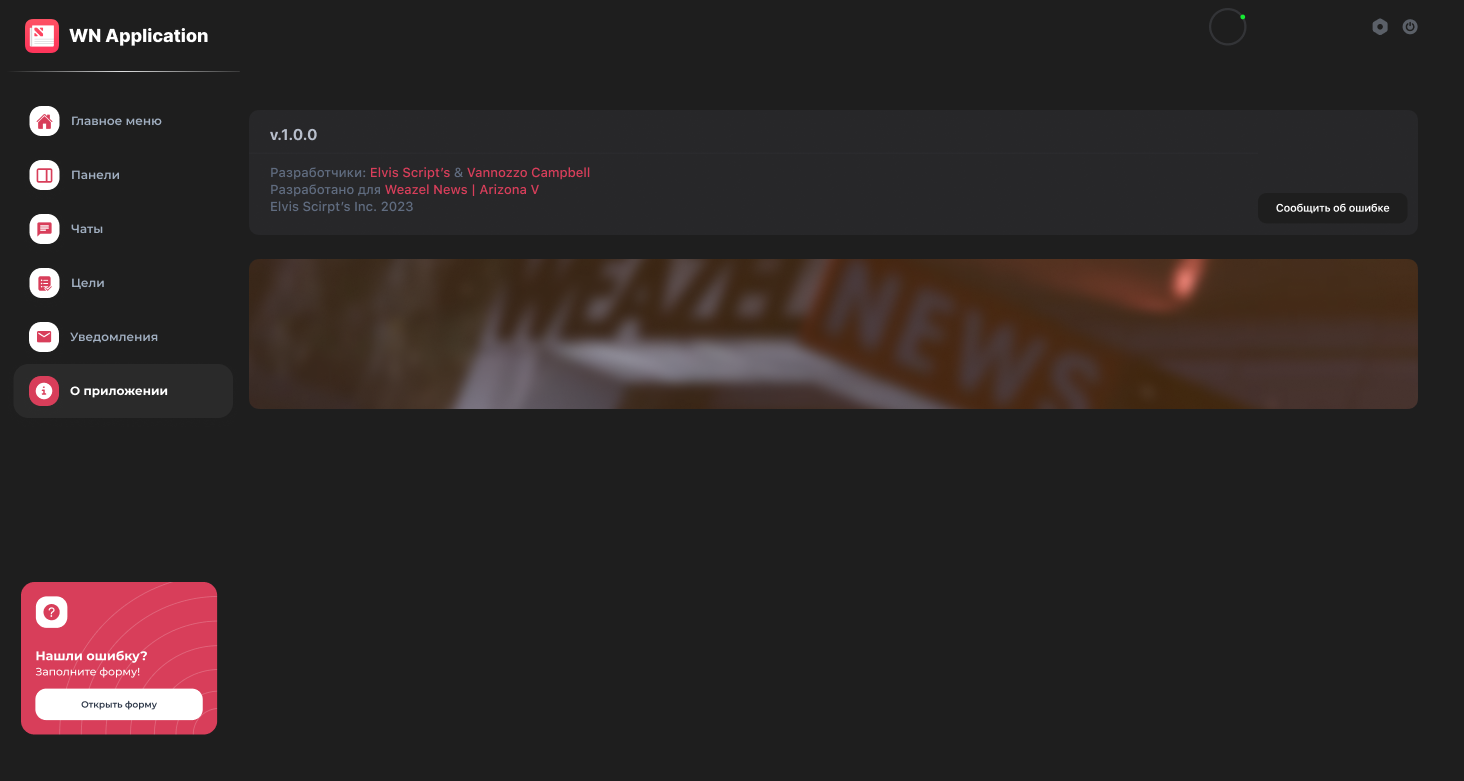 WN Application
Главное меню
Панели
Чаты
Цели
Уведомления
О приложении
v.1.0.0
Разработчики: Elvis Script's & Vannozzo Campbell
Разработано для Weazel News | Arizona V
Elvis Scirpt's Inc. 2023
Сообщить об ошибке
NEWS
Нашли ошибку?
Заполните форму!
Открыть форму